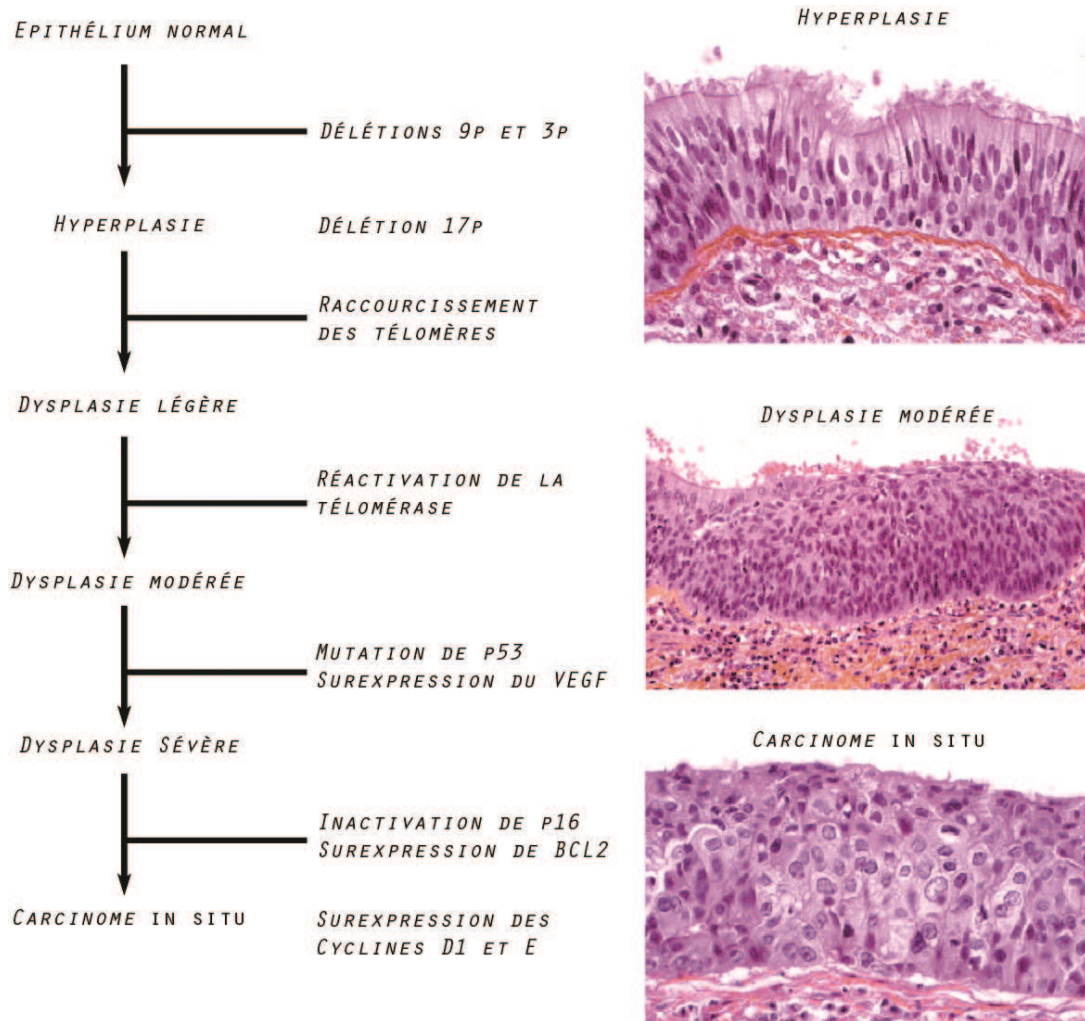 Epithélium normal
Délétions 9p et 3p
Hyperplasie
Délétion 17p
Raccourcissement
des télomères
Dysplasie légère
Réactivation de la
télomérase
Dysplasie modérée
Mutation de p53
Surexpression du VEGF
Dysplasie Sévère
Inactivation de p16
Surexpression de BCL2
Carcinome in situ
Surexpression des
Cyclines D1 et E
Hyperplasie
Dysplasie modérée
Carcinome in situ